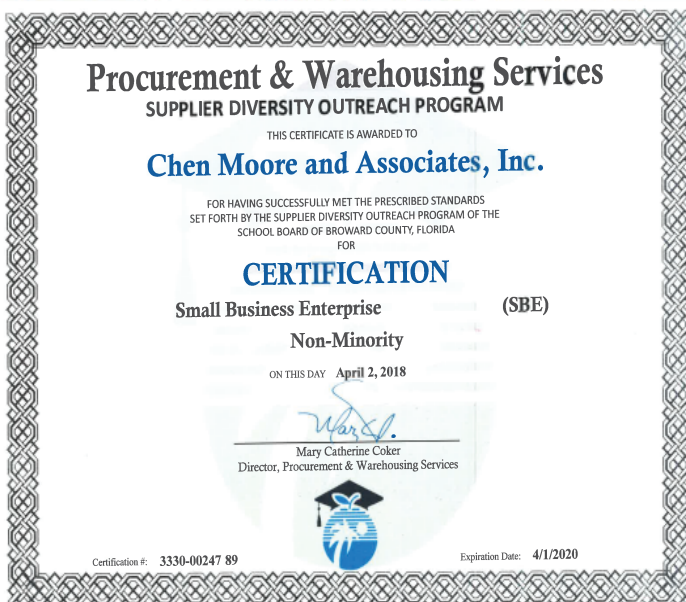 Procurement & Warehousing Services
SUPPLIER DIVERSITY OUTREACH PROGRAM
THIS CERTIFICATE IS AWARDED TO
Chen Moore and Associates, Inc.
FOR HAVING SUCCESSFULLY MET THE PRESCRIBED STANDARDS
SET FORTH BY THE SUPPLIER DIVERSITY OUTREACH PROGRAM OF THE
SCHOOL BOARD OF BROWARD COUNTY, FLORIDA
FOR
CERTIFICATION
Small Business Enterprise (SBE)
Non-Minority
ON THIS DAY April 2, 2018
Mary Catherine Coker
Director, Procurement & Warehousing Services
Certification #: 3330-00247 89 Expiration Date: 4/1/2020